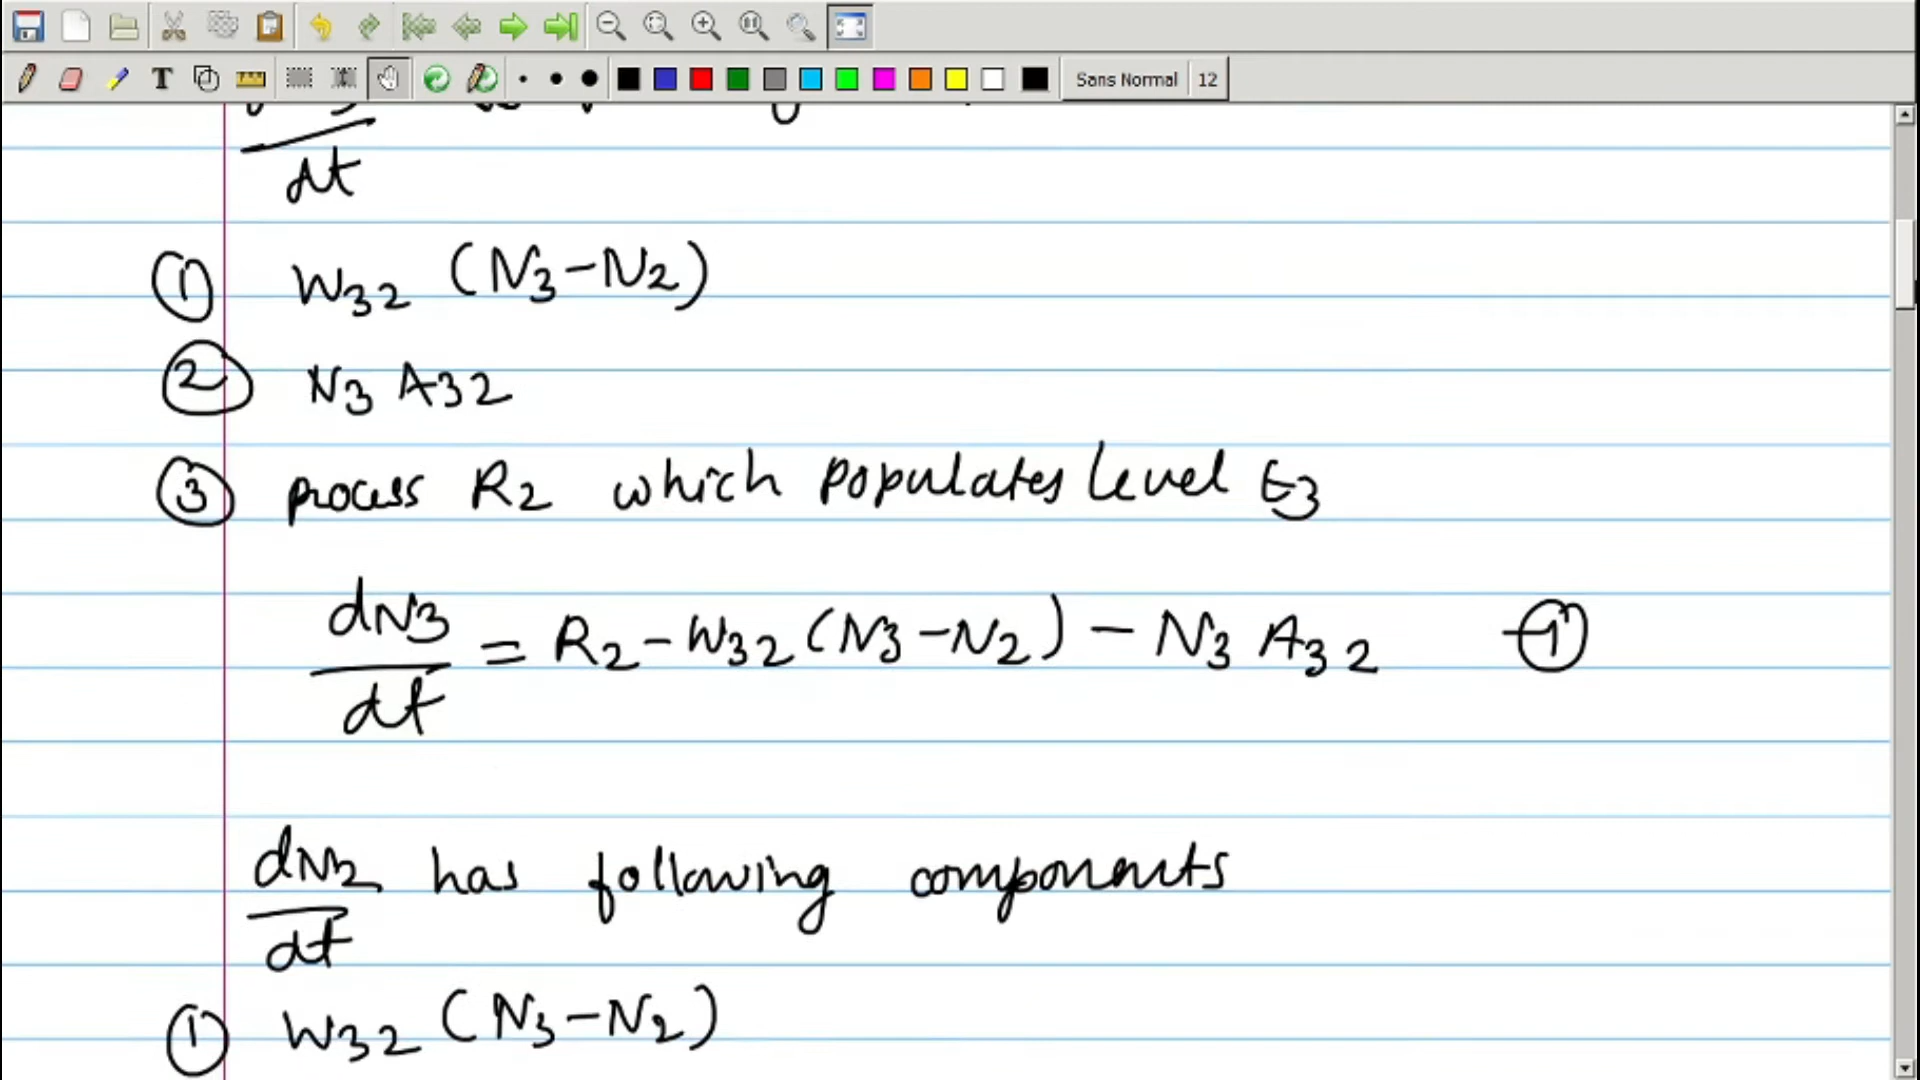 Sans Normal 12
dt
① W32 (N3-N2)
② N3 A32
③ process R2 which populates level E3
dN3/dt = R2 - W32 (N3-N2) - N3 A32 ①
dN2/dt has following components
① W32 (N3-N2)